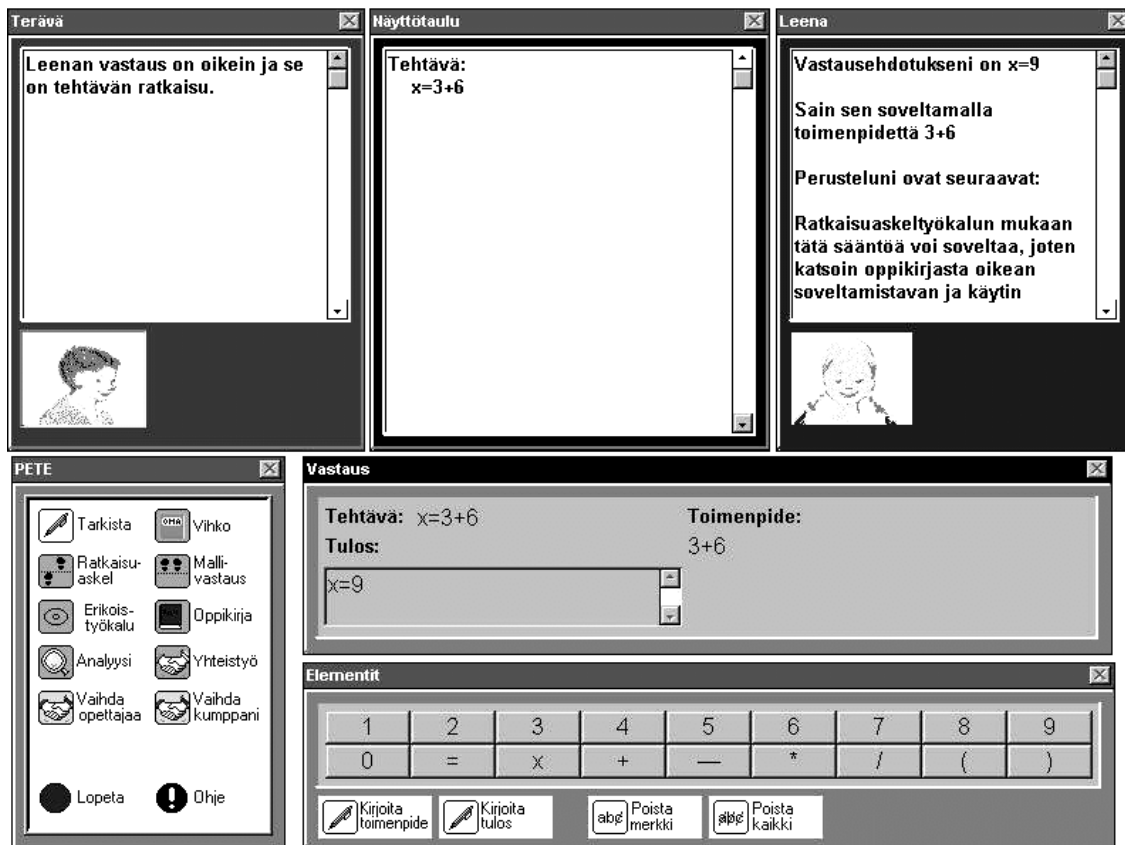 Terävä
Leenan vastaus on oikein ja se
on tehtävän ratkaisu.
Näyttötaulu
Tehtävä:
x=3+6
Leena
Vastausehdotukseni on x=9
Sain sen soveltamalla
toimenpidettä 3+6
Perusteluni ovat seuraavat:
Ratkaisuaskeltyökalun mukaan
tätä sääntöä voi soveltaa, joten
katsoin oppikirjasta oikean
soveltamistavan ja käytin
PETE
Tarkista
OMA
Vihko
Ratkaisu-
askel
Malli-
vastaus
Erikois-
työkalu
Oppikirja
Analyysi
Yhteistyö
Vaihda
opettajaa
Vaihda
kumppani
Lopeta
Ohje
Vastaus
Tehtävä: x=3+6
Toimenpide:
3+6
Tulos:
x=9
Elementit
1 2 3 4 5 6 7 8 9
0 = x + — * / ( )
Kirjoita
toimenpide
Kirjoita
tulos
abc
Poista
merkki
abc
Poista
kaikki